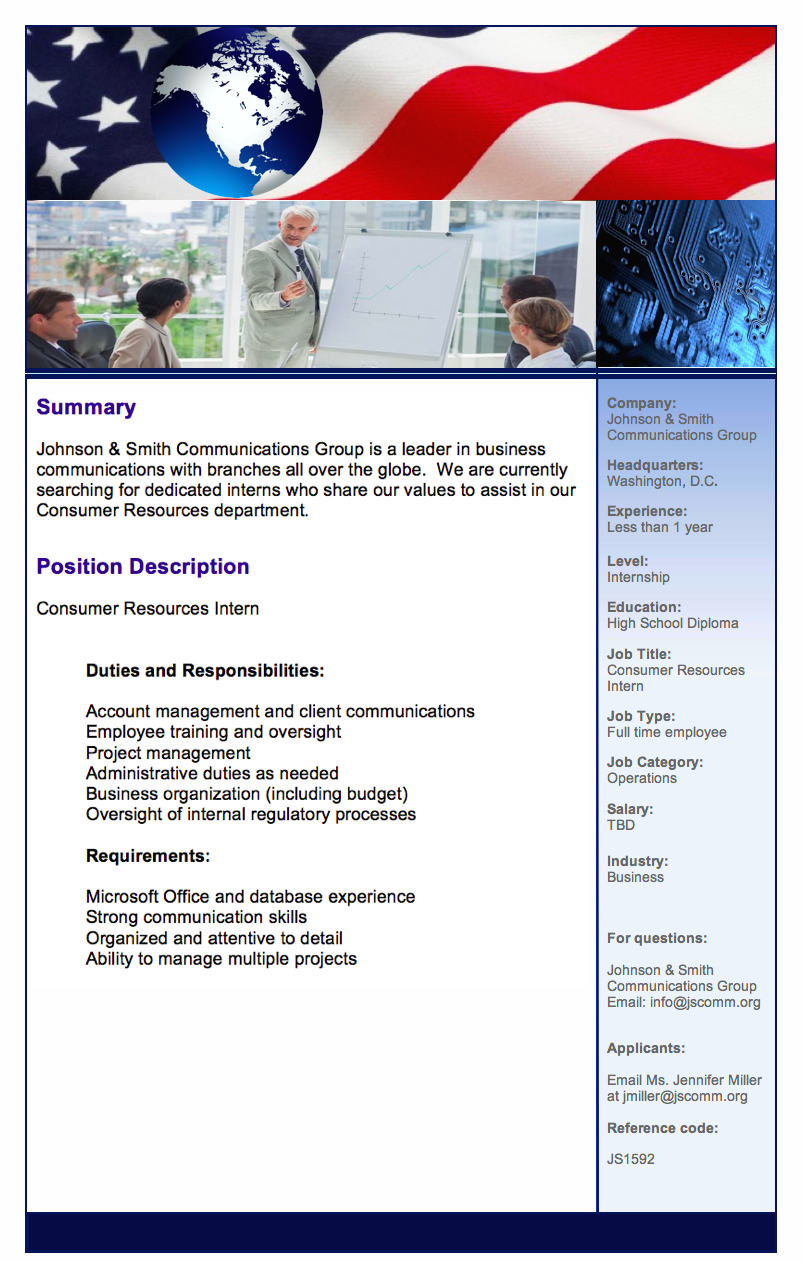 Summary
Johnson & Smith Communications Group is a leader in business
communications with branches all over the globe.  We are currently
searching for dedicated interns who share our values to assist in our
Consumer Resources department.
Position Description
Consumer Resources Intern
Duties and Responsibilities:
Account management and client communications
Employee training and oversight
Project management
Administrative duties as needed
Business organization (including budget)
Oversight of internal regulatory processes
Requirements:
Microsoft Office and database experience
Strong communication skills
Organized and attentive to detail
Ability to manage multiple projects
Company:
Johnson & Smith
Communications Group
Headquarters:
Washington, D.C.
Experience:
Less than 1 year
Level:
Internship
Education:
High School Diploma
Job Title:
Consumer Resources
Intern
Job Type:
Full time employee
Job Category:
Operations
Salary:
TBD
Industry:
Business
For questions:
Johnson & Smith
Communications Group
Email: info@jscomm.org
Applicants:
Email Ms. Jennifer Miller
at jmiller@jscomm.org
Reference code:
JS1592